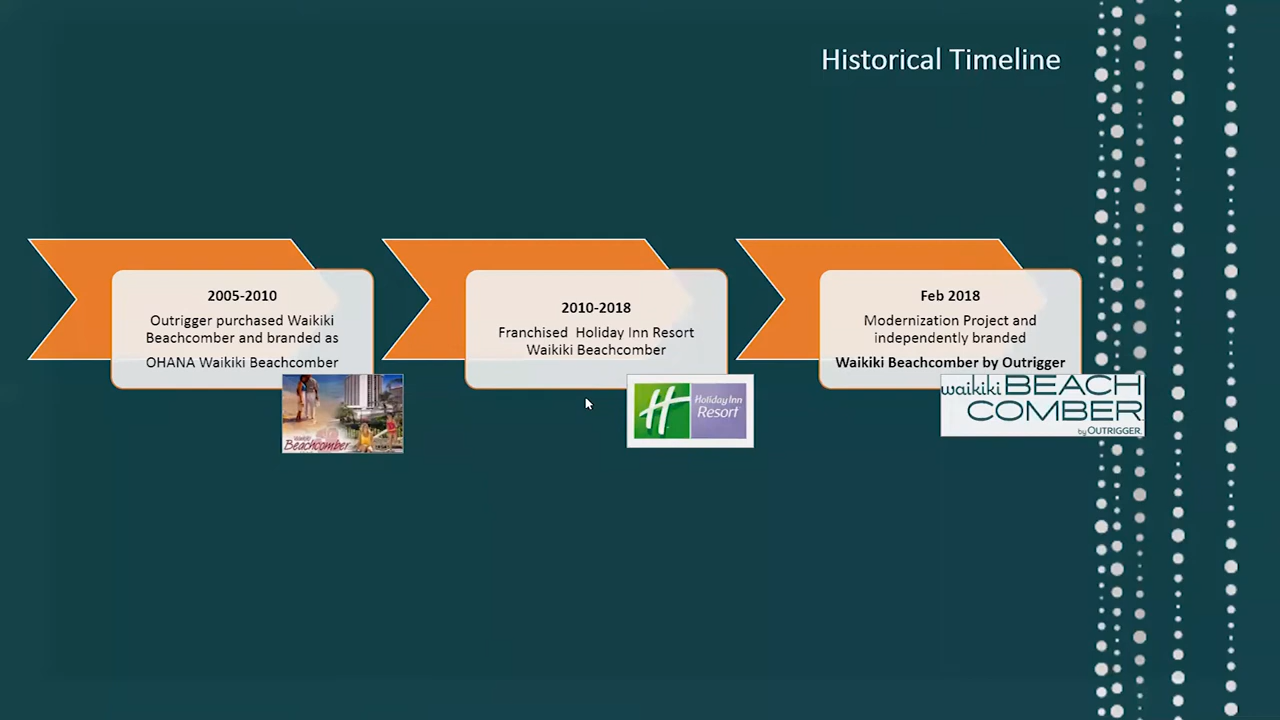 Historical Timeline
2005-2010
Outrigger purchased Waikiki
Beachcomber and branded as
OHANA Waikiki Beachcomber
Waikiki
Beachcomber
2010-2018
Franchised Holiday Inn Resort
Waikiki Beachcomber
H
Holiday Inn
Resort
Feb 2018
Modernization Project and
independently branded
Waikiki Beachcomber by Outrigger
waikiki BEACH
COMBER
by OUTRIGGER.